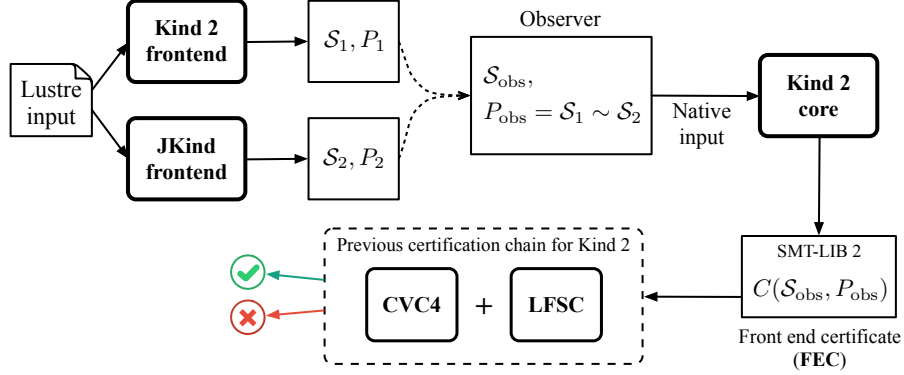 Lustre
input
Kind 2
frontend
JKind
frontend
𝒮₁, P₁
𝒮₂, P₂
Observer
𝒮obs,
Pobs = 𝒮₁ ∼ 𝒮₂
Native
input
Kind 2
core
SMT-LIB 2
C(𝒮obs, Pobs)
Front end certificate
(FEC)
Previous certification chain for Kind 2
CVC4
+
LFSC